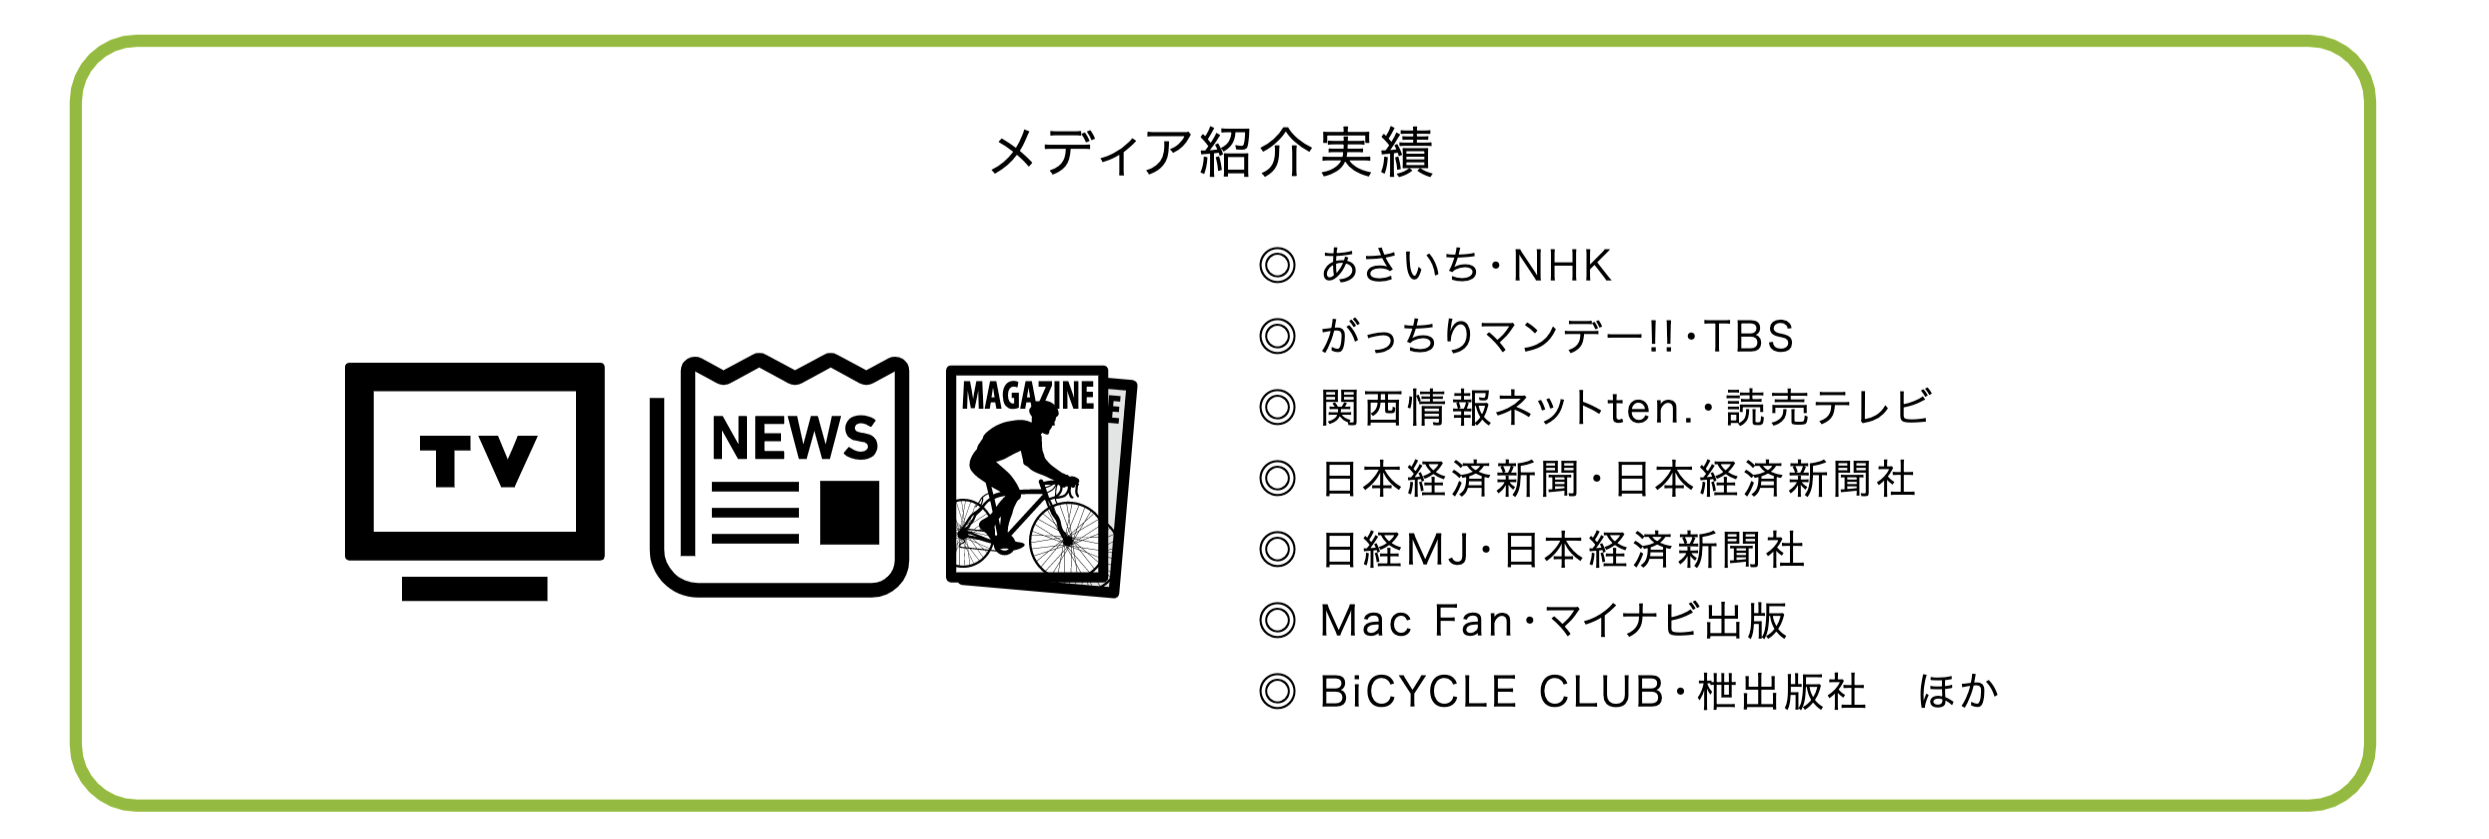 メディア紹介実績
TV
NEWS
MAGAZINE
E
◎ あさいち・NHK
◎ がっちりマンデー!!・TBS
◎ 関西情報ネットten.・読売テレビ
◎ 日本経済新聞・日本経済新聞社
◎ 日経MJ・日本経済新聞社
◎ Mac Fan・マイナビ出版
◎ BiCYCLE CLUB・枻出版社　ほか